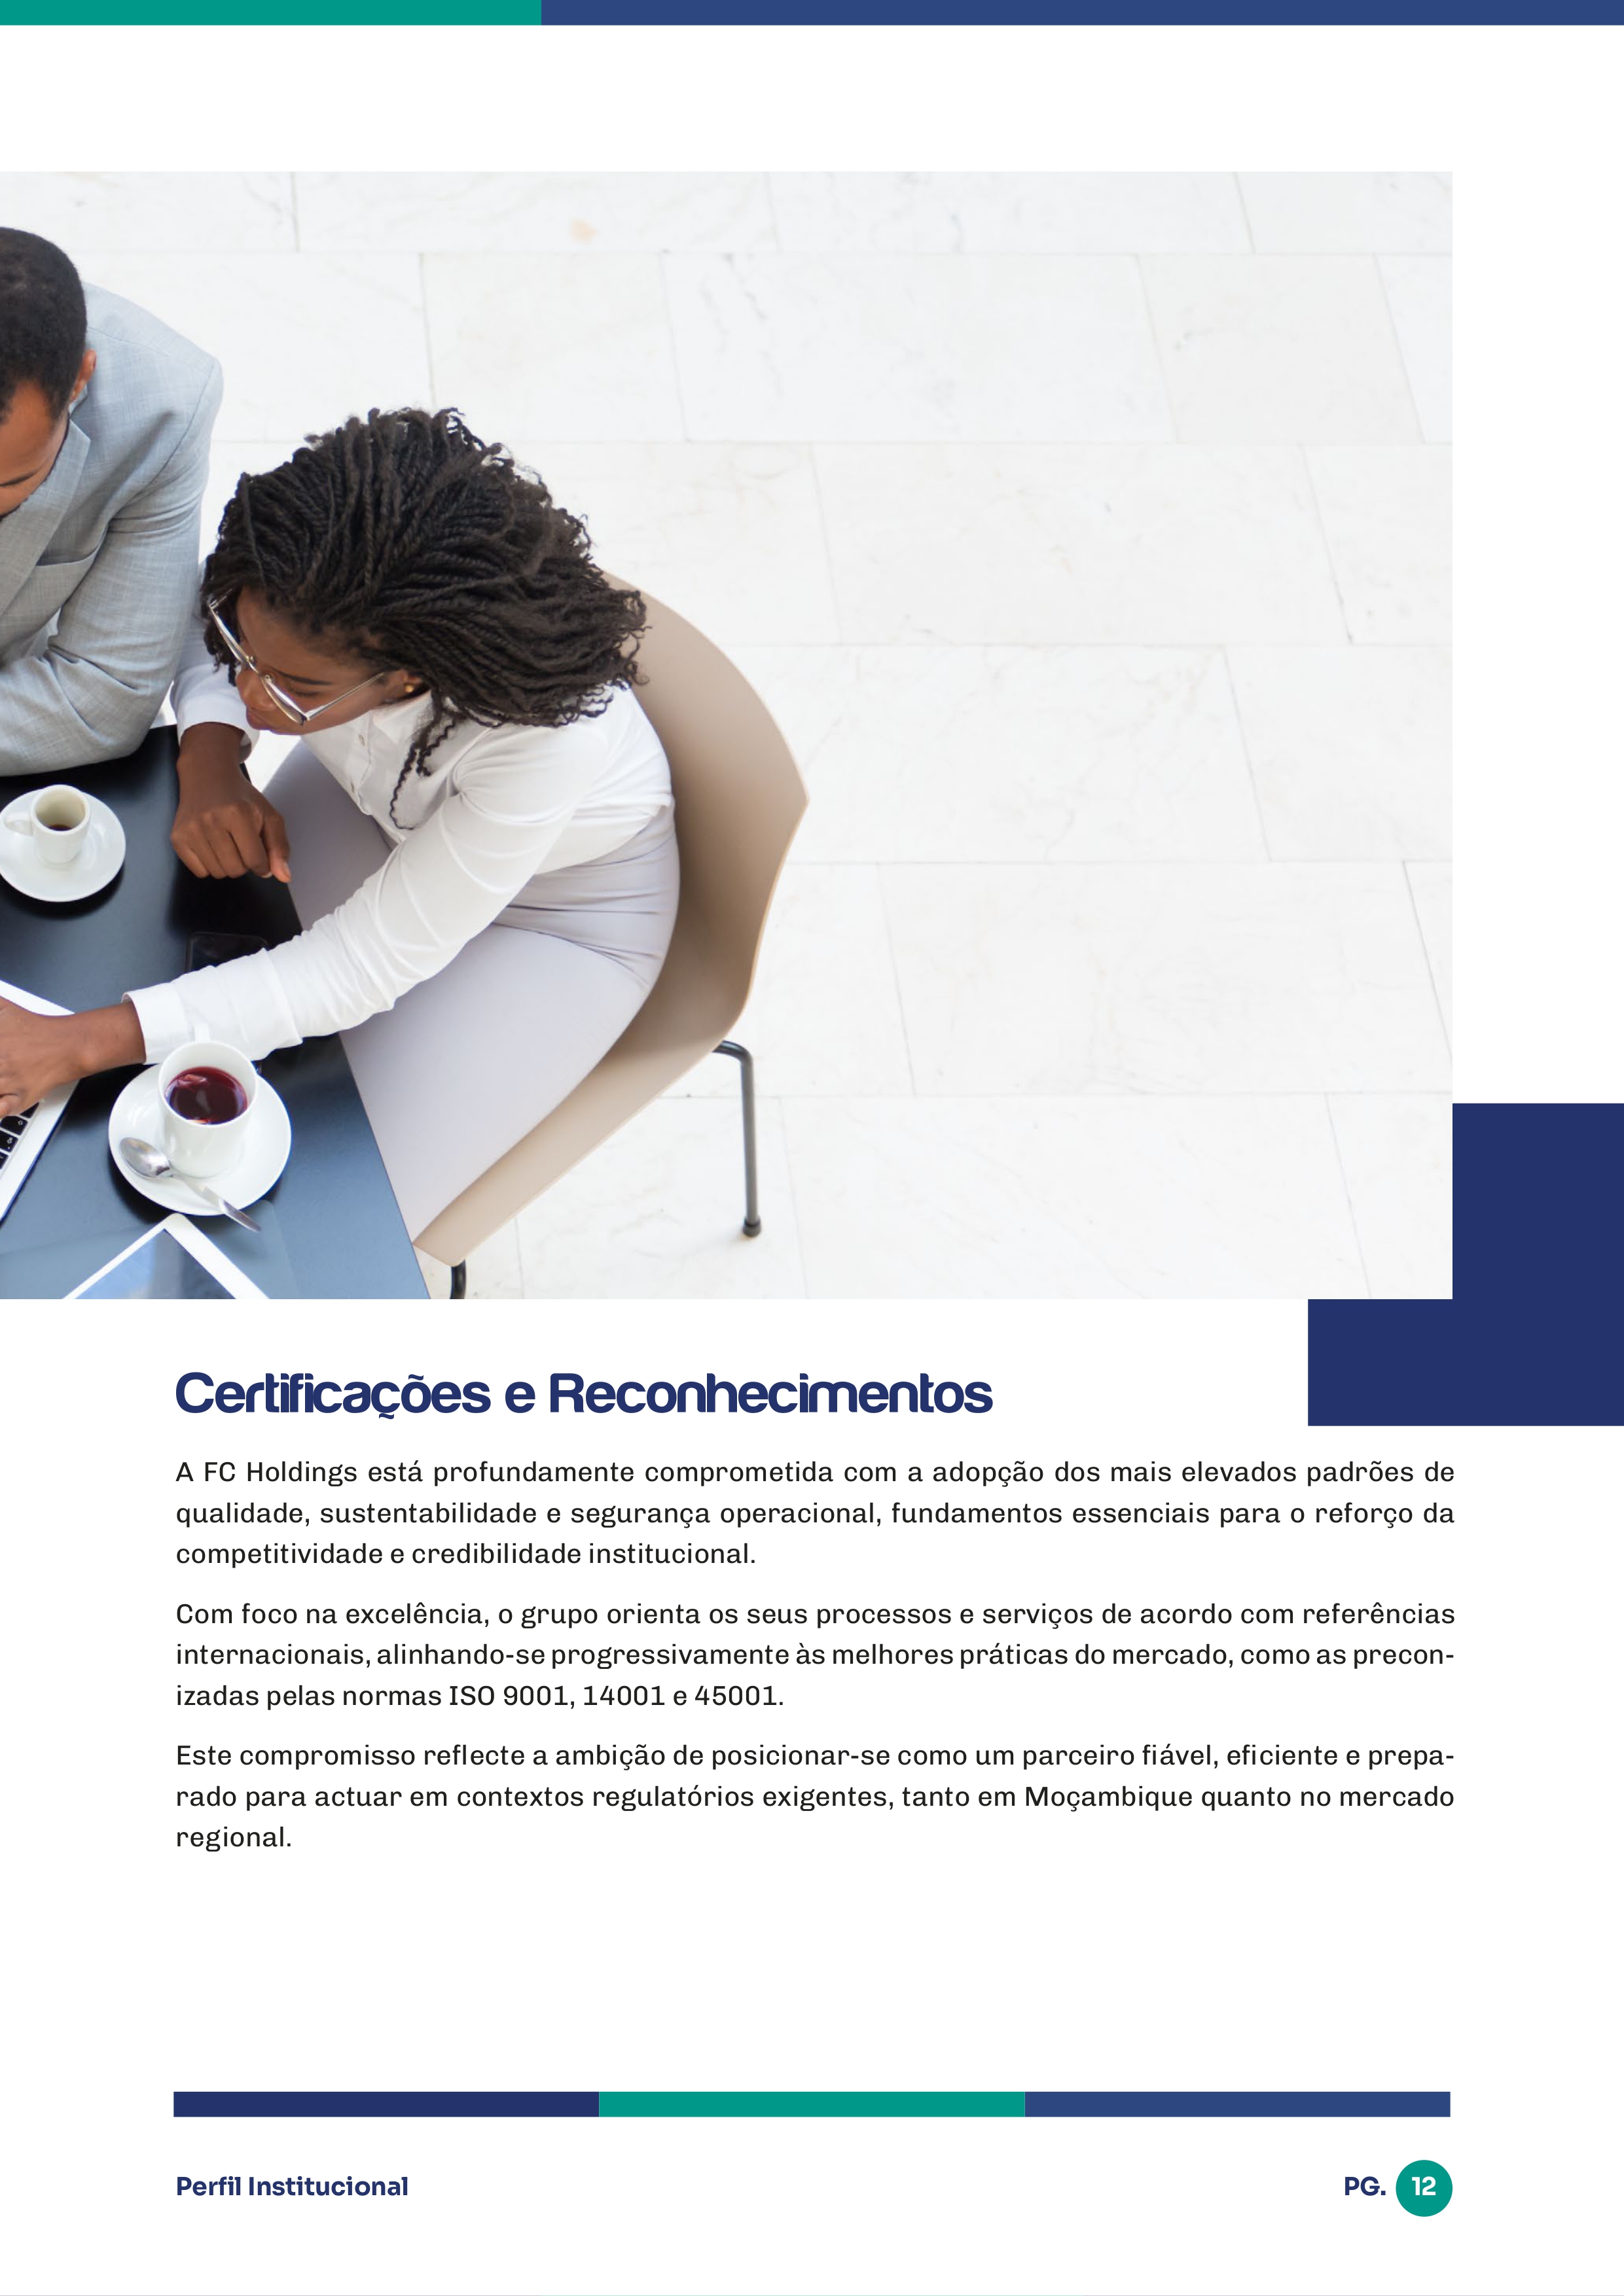 Certificações e Reconhecimentos
A FC Holdings está profundamente comprometida com a adopção dos mais elevados padrões de
qualidade, sustentabilidade e segurança operacional, fundamentos essenciais para o reforço da
competitividade e credibilidade institucional.
Com foco na excelência, o grupo orienta os seus processos e serviços de acordo com referências
internacionais, alinhando-se progressivamente às melhores práticas do mercado, como as precon-
izadas pelas normas ISO 9001, 14001 e 45001.
Este compromisso reflecte a ambição de posicionar-se como um parceiro fiável, eficiente e prepa-
rado para actuar em contextos regulatórios exigentes, tanto em Moçambique quanto no mercado
regional.
Perfil Institucional
PG. 12